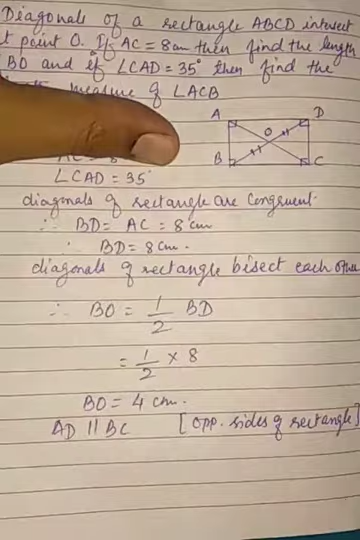 Diagonals of a rectangle ABCD intersect
t point O. If AC = 8cm then find the length
BO and if ∠CAD = 35° then find the
measure of ∠ACB
A D
O
B C
AC = 8
∠CAD = 35°
diagonals of rectangle are congruent.
∴ BD = AC = 8 cm
∴ BD = 8 cm.
diagonals of rectangle bisect each other
∴ BO = 1/2 BD
= 1/2 × 8
BO = 4 cm.
AD || BC [opp. sides of rectangle]